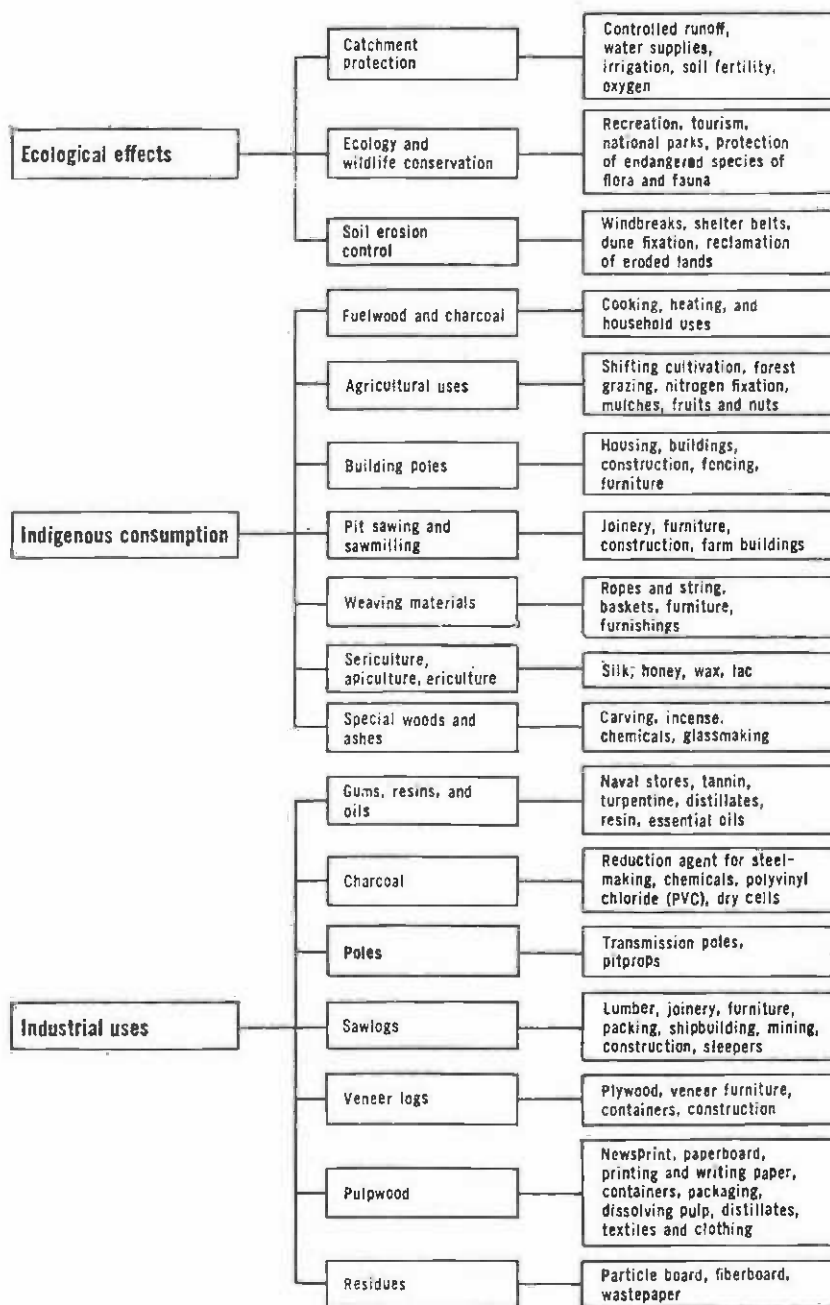 Ecological effects
Catchment
protection
Controlled runoff,
water supplies,
irrigation, soil fertility,
oxygen
Ecology and
wildlife conservation
Recreation, tourism,
national parks, protection
of endangered species of
flora and fauna
Soil erosion
control
Windbreaks, shelter belts,
dune fixation, reclamation
of eroded lands
Indigenous consumption
Fuelwood and charcoal
Cooking, heating, and
household uses
Agricultural uses
Shifting cultivation, forest
grazing, nitrogen fixation,
mulches, fruits and nuts
Building poles
Housing, buildings,
construction, fencing,
furniture
Pit sawing and
sawmilling
Joinery, furniture,
construction, farm buildings
Weaving materials
Ropes and string,
baskets, furniture,
furnishings
Sericulture,
apiculture, ericulture
Silk, honey, wax, lac
Special woods and
ashes
Carving, incense,
chemicals, glassmaking
Industrial uses
Gums, resins, and
oils
Naval stores, tannin,
turpentine, distillates,
resin, essential oils
Charcoal
Reduction agent for steel-
making, chemicals, polyvinyl
chloride (PVC), dry cells
Poles
Transmission poles,
pitprops
Sawlogs
Lumber, joinery, furniture,
packing, shipbuilding, mining,
construction, sleepers
Veneer logs
Plywood, veneer furniture,
containers, construction
Pulpwood
Newsprint, paperboard,
printing and writing paper,
containers, packaging,
dissolving pulp, distillates,
textiles and clothing
Residues
Particle board, fiberboard,
wastepaper